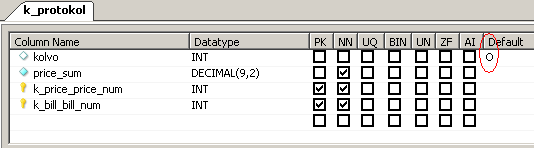 k_protokol
Column Name Datatype PK NN UQ BIN UN ZF AI Default
kolvo INT O
price_sum DECIMAL(9,2)
k_price_price_num INT
k_bill_bill_num INT